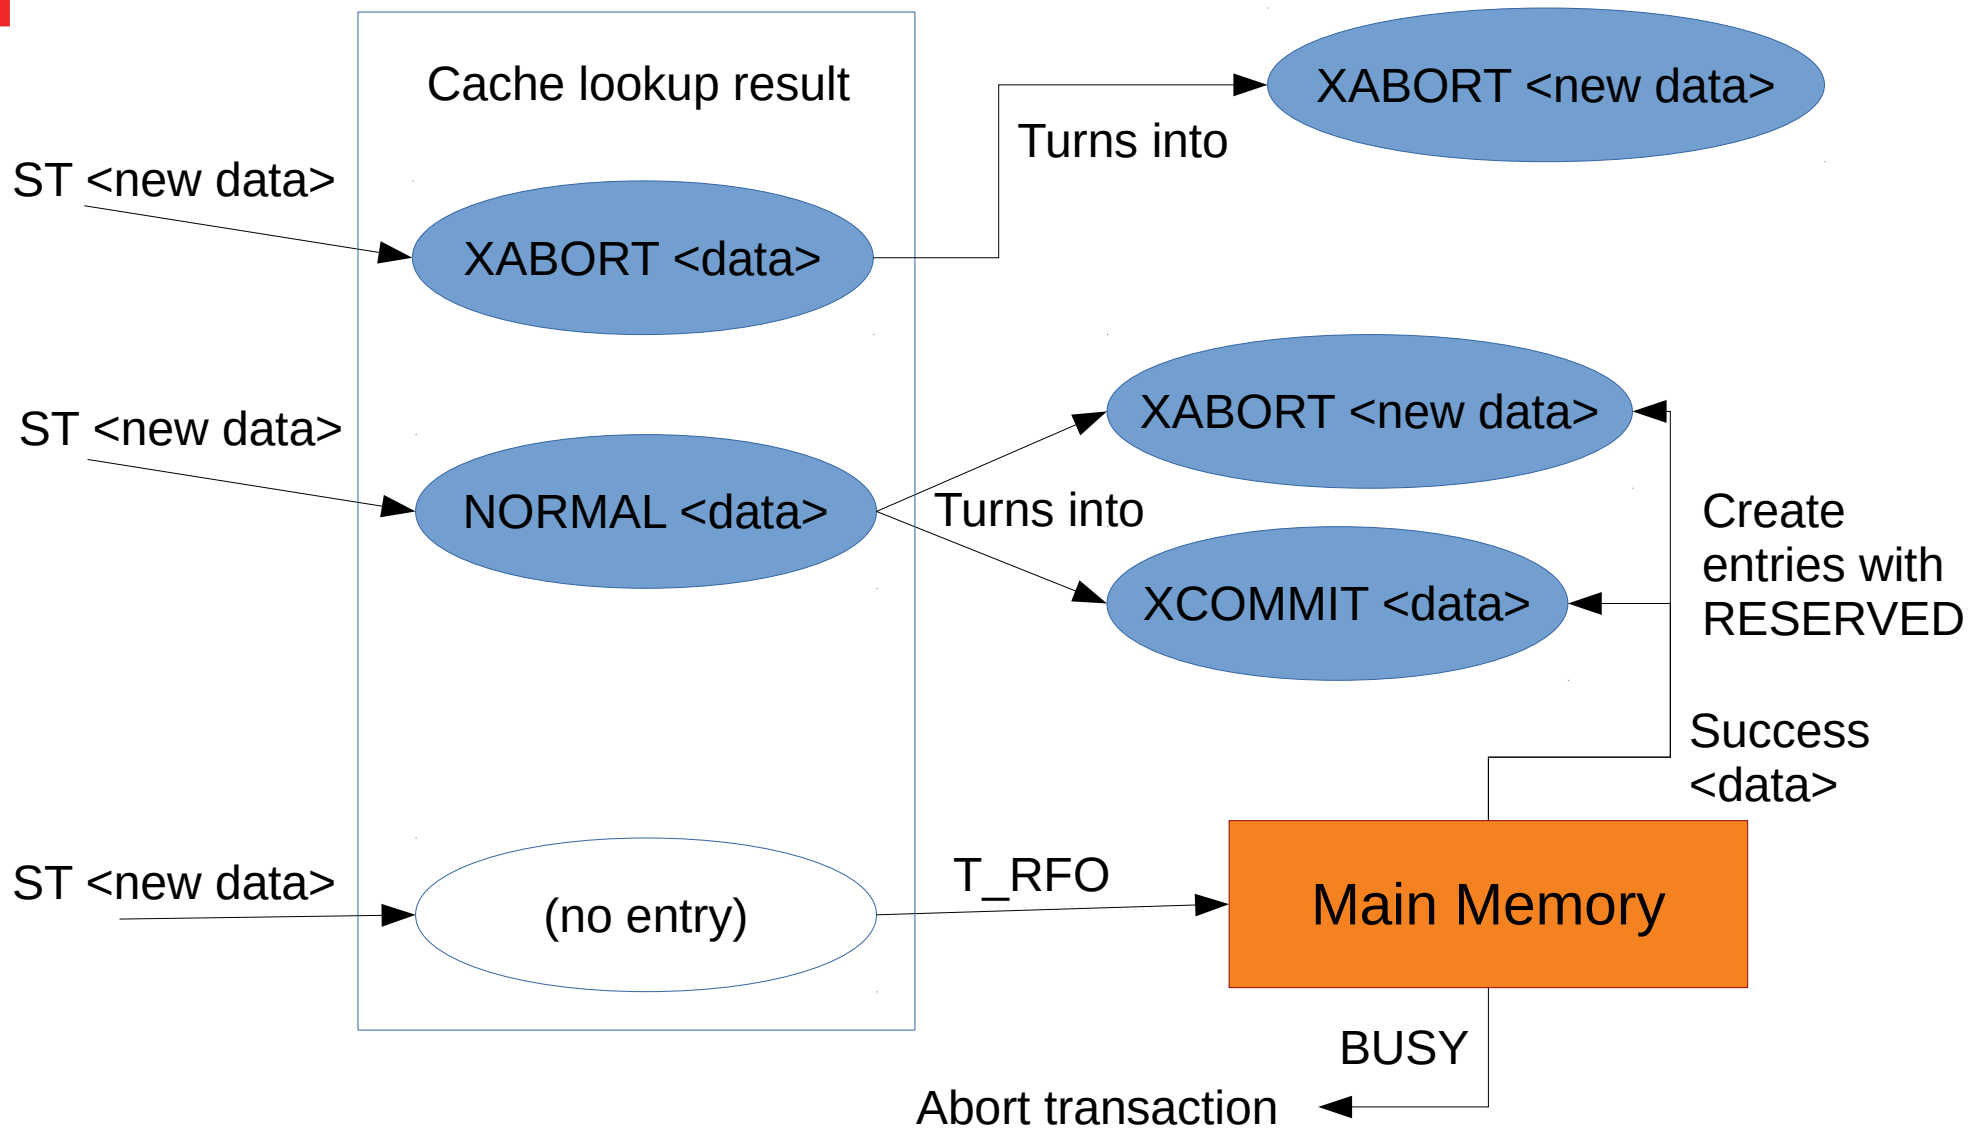 Cache lookup result
XABORT <new data>
Turns into
ST <new data>
XABORT <data>
XABORT <new data>
ST <new data>
NORMAL <data>
Turns into
Create
entries with
RESERVED
XCOMMIT <data>
Success
<data>
ST <new data>
(no entry)
T_RFO
Main Memory
BUSY
Abort transaction